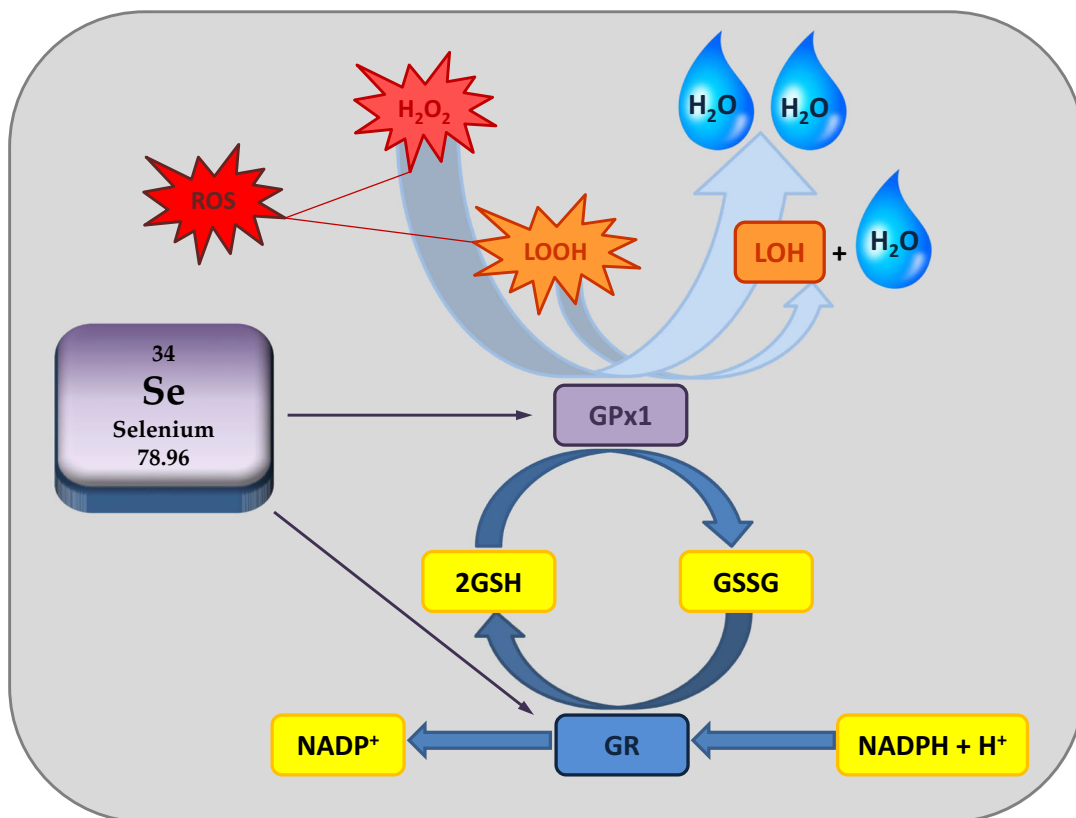 H₂O₂
H₂O
H₂O
ROS
LOOH
LOH
+
H₂O
34
Se
Selenium
78.96
GPx1
2GSH
GSSG
NADP⁺
GR
NADPH + H⁺